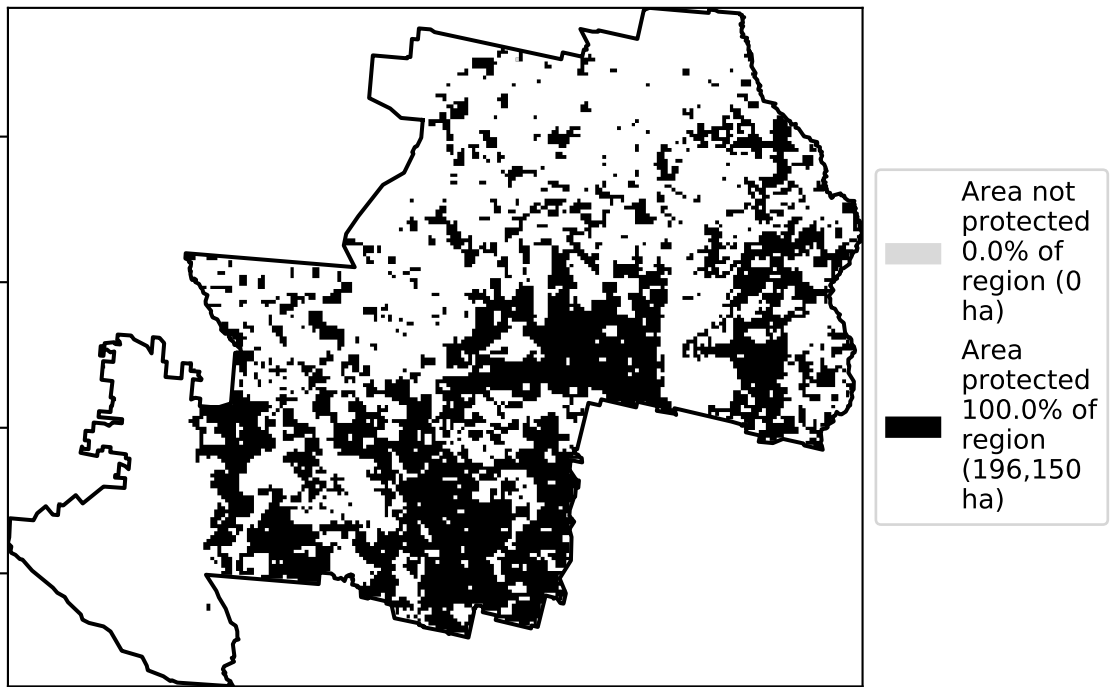 Area not
protected
0.0% of
region (0
ha)
Area
protected
100.0% of
region
(196,150
ha)